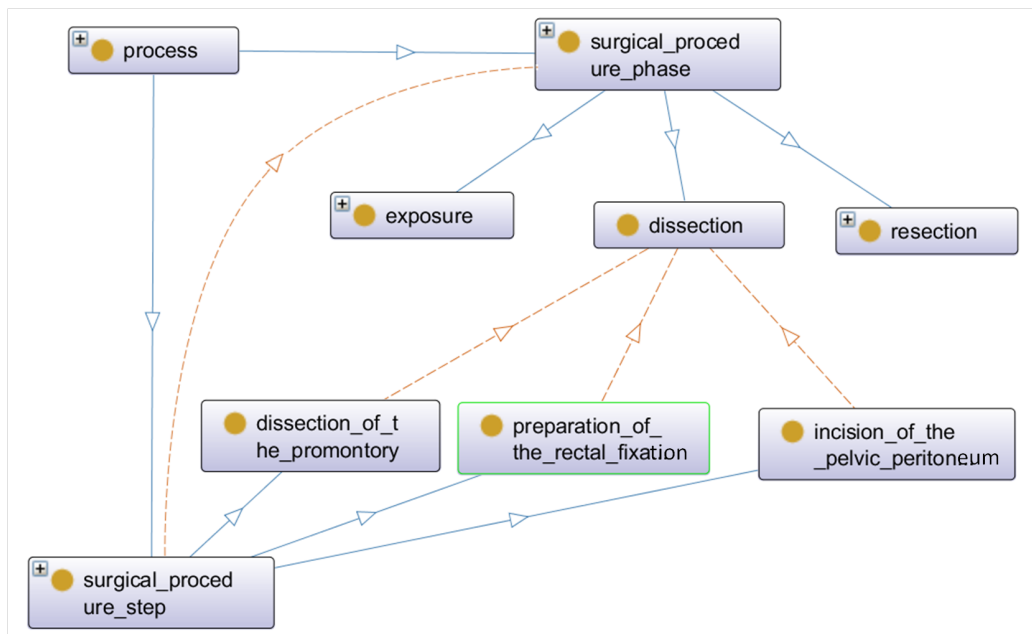 process
surgical_proced
ure_phase
exposure
dissection
resection
dissection_of_t
he_promontory
preparation_of_
the_rectal_fixation
incision_of_the
_pelvic_peritoneum
surgical_proced
ure_step